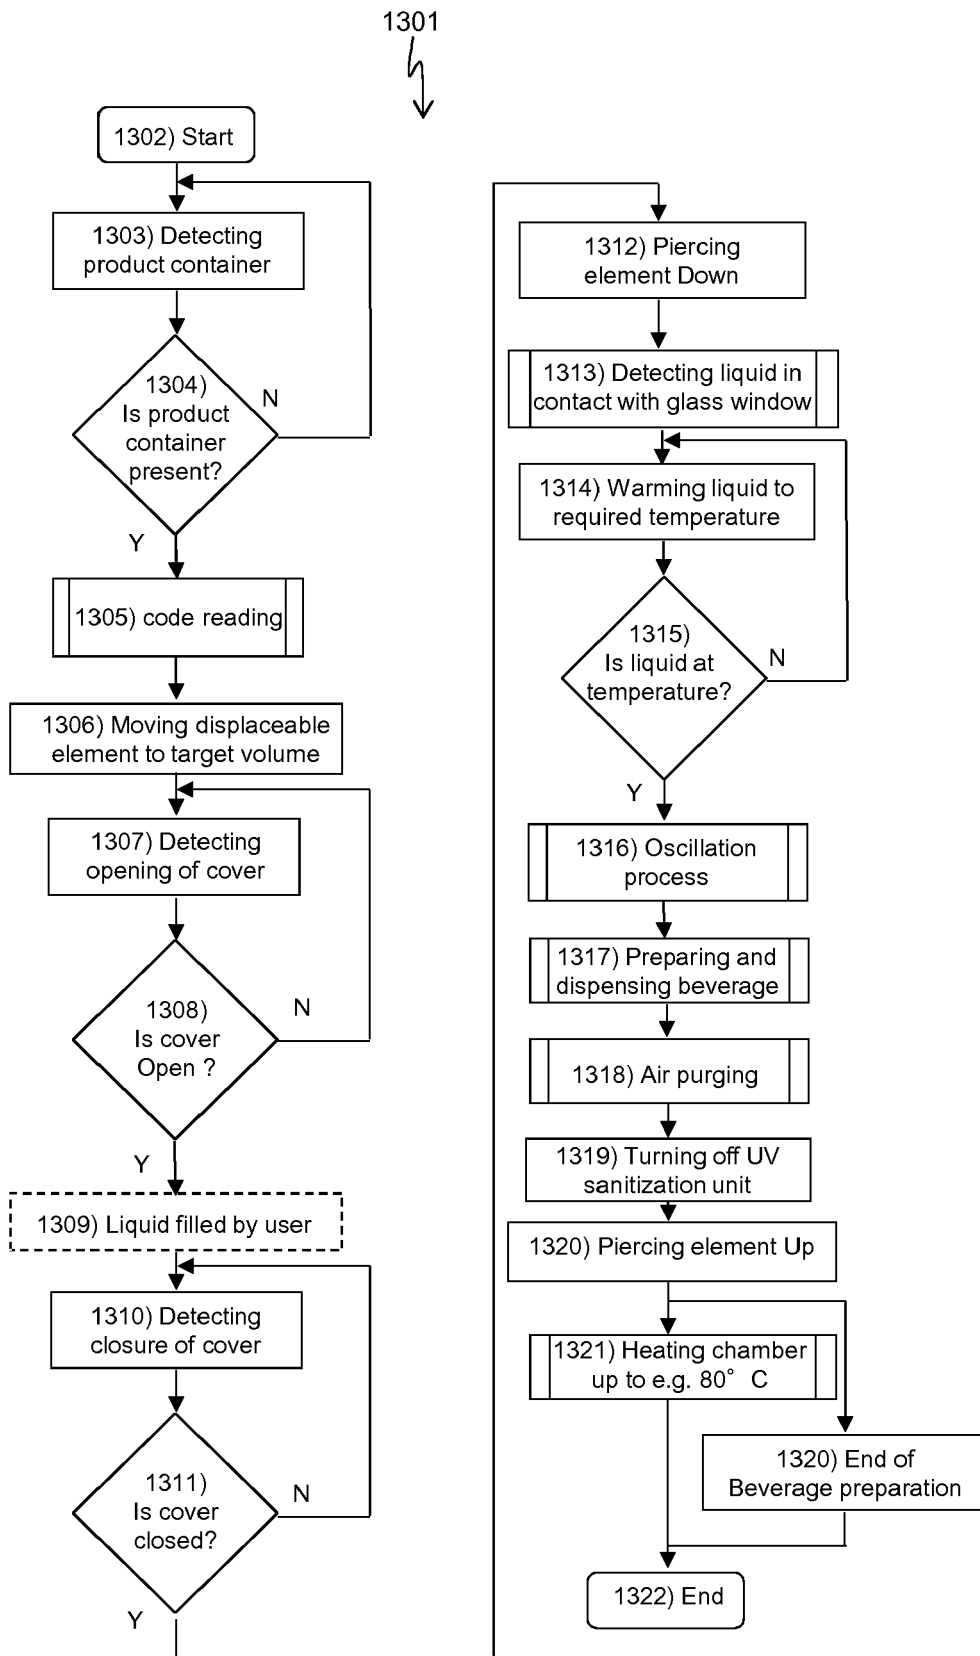 1301
1302) Start
1303) Detecting
product container
1304)
Is product
container
present?
N
Y
1305) code reading
1306) Moving displaceable
element to target volume
1307) Detecting
opening of cover
1308)
Is cover
Open ?
N
Y
1309) Liquid filled by user
1310) Detecting
closure of cover
1311)
Is cover
closed?
N
Y
1312) Piercing
element Down
1313) Detecting liquid in
contact with glass window
1314) Warming liquid to
required temperature
1315)
Is liquid at
temperature?
N
Y
1316) Oscillation
process
1317) Preparing and
dispensing beverage
1318) Air purging
1319) Turning off UV
sanitization unit
1320) Piercing element Up
1321) Heating chamber
up to e.g. 80° C
1320) End of
Beverage preparation
1322) End